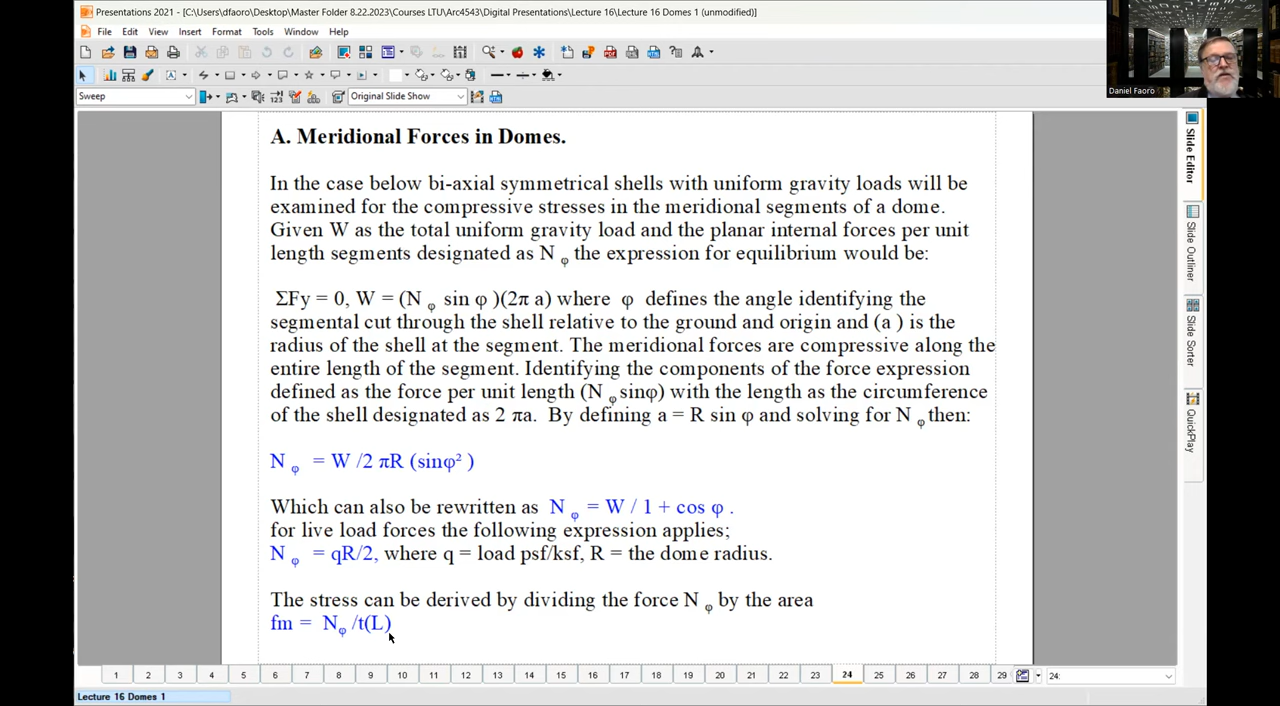 Presentations 2021 - [C:\Users\dfaoro\Desktop\Master Folder 8.22.2023\Courses LTU\Arc4543\Digital Presentations\Lecture 16\Lecture 16 Domes 1 (unmodified)]
File Edit View Insert Format Tools Window Help
Sweep
Original Slide Show
Daniel Faoro
A. Meridional Forces in Domes.
In the case below bi-axial symmetrical shells with uniform gravity loads will be
examined for the compressive stresses in the meridional segments of a dome.
Given W as the total uniform gravity load and the planar internal forces per unit
length segments designated as N φ the expression for equilibrium would be:
ΣFy = 0, W = (N φ sin φ )(2π a) where φ defines the angle identifying the
segmental cut through the shell relative to the ground and origin and (a ) is the
radius of the shell at the segment. The meridional forces are compressive along the
entire length of the segment. Identifying the components of the force expression
defined as the force per unit length (N φ sinφ) with the length as the circumference
of the shell designated as 2 πa. By defining a = R sin φ and solving for N φ then:
N φ = W /2 πR (sinφ² )
Which can also be rewritten as N φ = W / 1 + cos φ .
for live load forces the following expression applies;
N φ = qR/2, where q = load psf/ksf, R = the dome radius.
The stress can be derived by dividing the force N φ by the area
fm = Nφ /t(L)
Slide Editor
Slide Outliner
Slide Sorter
QuickPlay
1 2 3 4 5 6 7 8 9 10 11 12 13 14 15 16 17 18 19 20 21 22 23 24 25 26 27 28 29
24:
Lecture 16 Domes 1